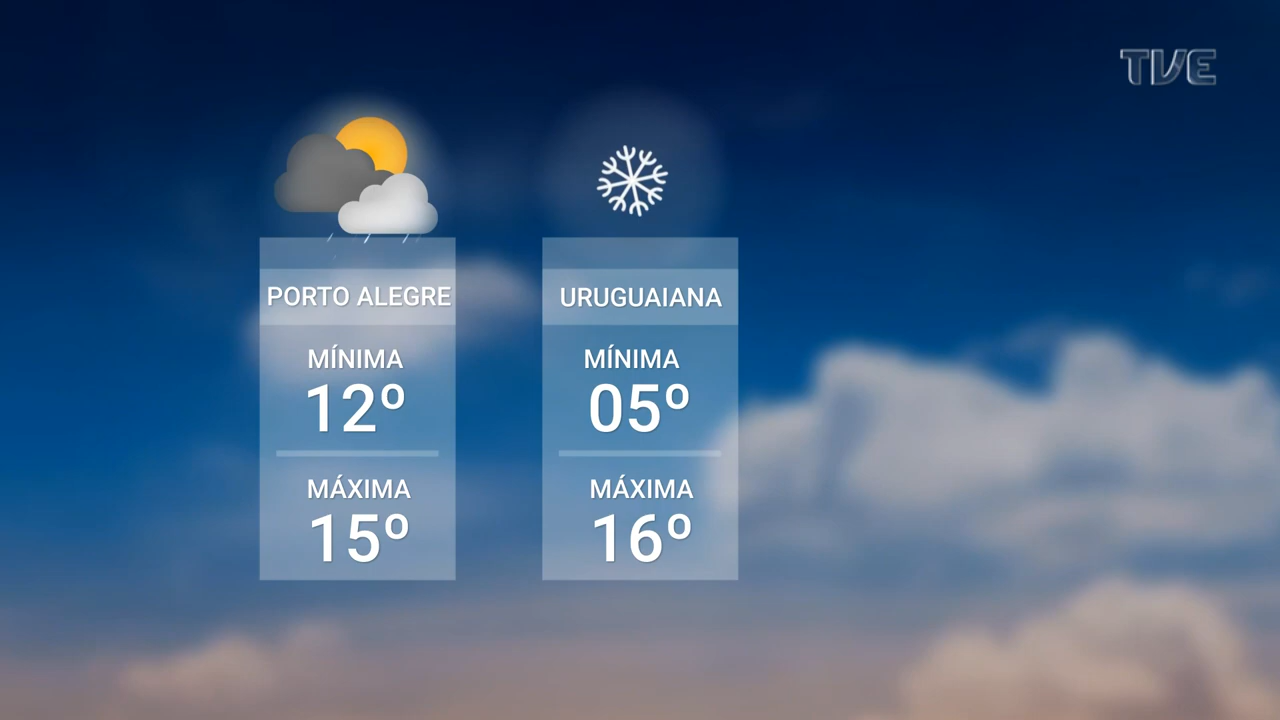 TVE
PORTO ALEGRE
MÍNIMA
12º
MÁXIMA
15º
URUGUAIANA
MÍNIMA
05º
MÁXIMA
16º